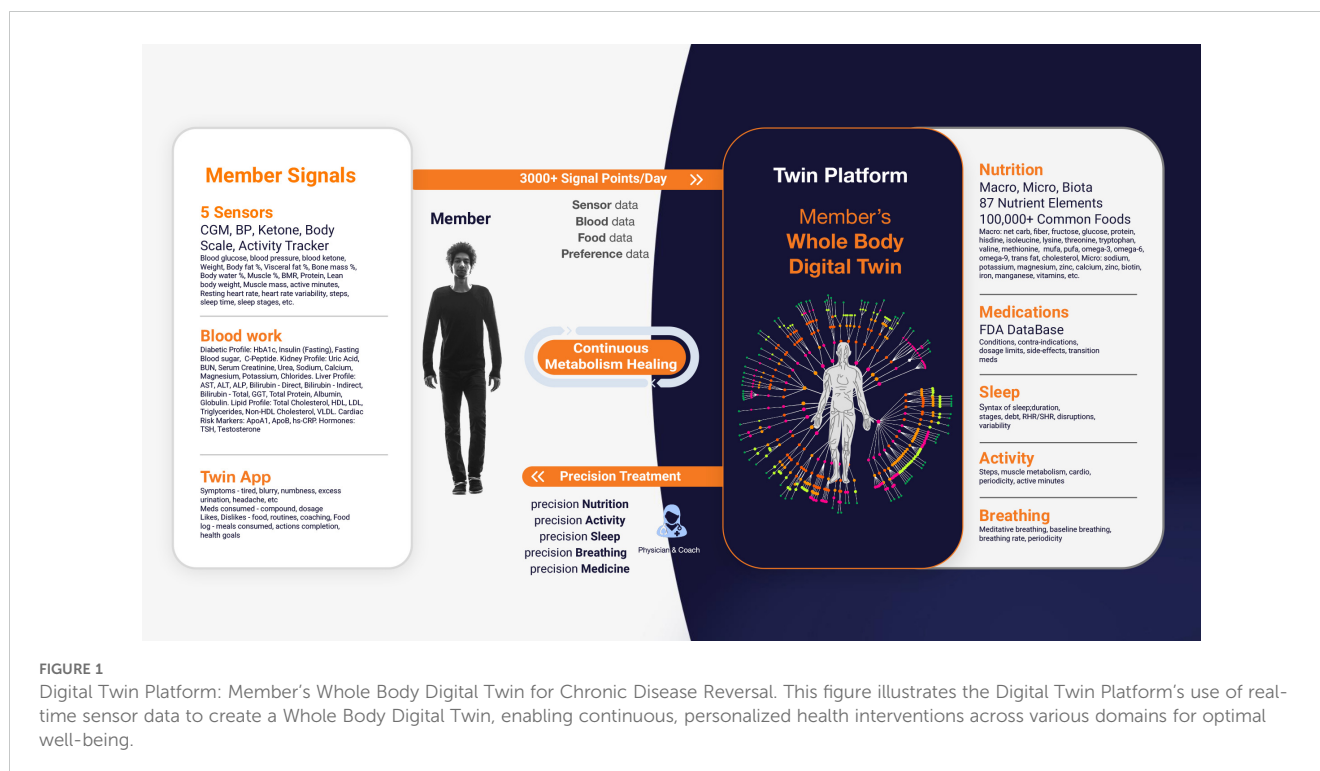 Member Signals
5 Sensors
CGM, BP, Ketone, Body
Scale, Activity Tracker
Blood glucose, blood pressure, blood ketone,
Weight, Body fat %, Visceral fat %, Bone mass %,
Body water %, Muscle %, BMR, Protein, Lean
body weight, Muscle mass, active minutes,
Resting heart rate, heart rate variability, steps,
sleep time, sleep stages, etc.
Blood work
Diabetic Profile: HbA1c, Insulin (Fasting), Fasting
Blood sugar, C-Peptide. Kidney Profile: Uric Acid,
BUN, Serum Creatinine, Urea, Sodium, Calcium,
Magnesium, Potassium, Chlorides. Liver Profile:
AST, ALT, ALP, Bilirubin - Direct, Bilirubin - Indirect,
Bilirubin - Total, GGT, Total Protein, Albumin,
Globulin. Lipid Profile: Total Cholesterol, HDL, LDL,
Triglycerides, Non-HDL Cholesterol, VLDL. Cardiac
Risk Markers: ApoA1, ApoB, hs-CRP. Hormones:
TSH, Testosterone
Twin App
Symptoms - tired, blurry, numbness, excess
urination, headache, etc
Meds consumed - compound, dosage
Likes, Dislikes - food, routines, coaching, Food
log - meals consumed, actions completion,
health goals
3000+ Signal Points/Day
Member
Sensor data
Blood data
Food data
Preference data
Continuous
Metabolism Healing
Precision Treatment
precision Nutrition
precision Activity
precision Sleep
precision Breathing
precision Medicine
Physician & Coach
Twin Platform
Member's
Whole Body
Digital Twin
Nutrition
Macro, Micro, Biota
87 Nutrient Elements
100,000+ Common Foods
Macro: net carb, fiber, fructose, glucose, protein,
hisdine, isoleucine, lysine, threonine, tryptophan,
valine, methionine, mufa, pufa, omega-3, omega-6,
omega-9, trans fat, cholesterol, Micro: sodium,
potassium, magnesium, zinc, calcium, zinc, biotin,
iron, manganese, vitamins, etc.
Medications
FDA DataBase
Conditions, contra-indications,
dosage limits, side-effects, transition
meds
Sleep
Syntax of sleep;duration,
stages, debt, RHR/SHR, disruptions,
variability
Activity
Steps, muscle metabolism, cardio,
periodicity, active minutes
Breathing
Meditative breathing, baseline breathing,
breathing rate, periodicity
FIGURE 1
Digital Twin Platform: Member's Whole Body Digital Twin for Chronic Disease Reversal. This figure illustrates the Digital Twin Platform's use of real-
time sensor data to create a Whole Body Digital Twin, enabling continuous, personalized health interventions across various domains for optimal
well-being.